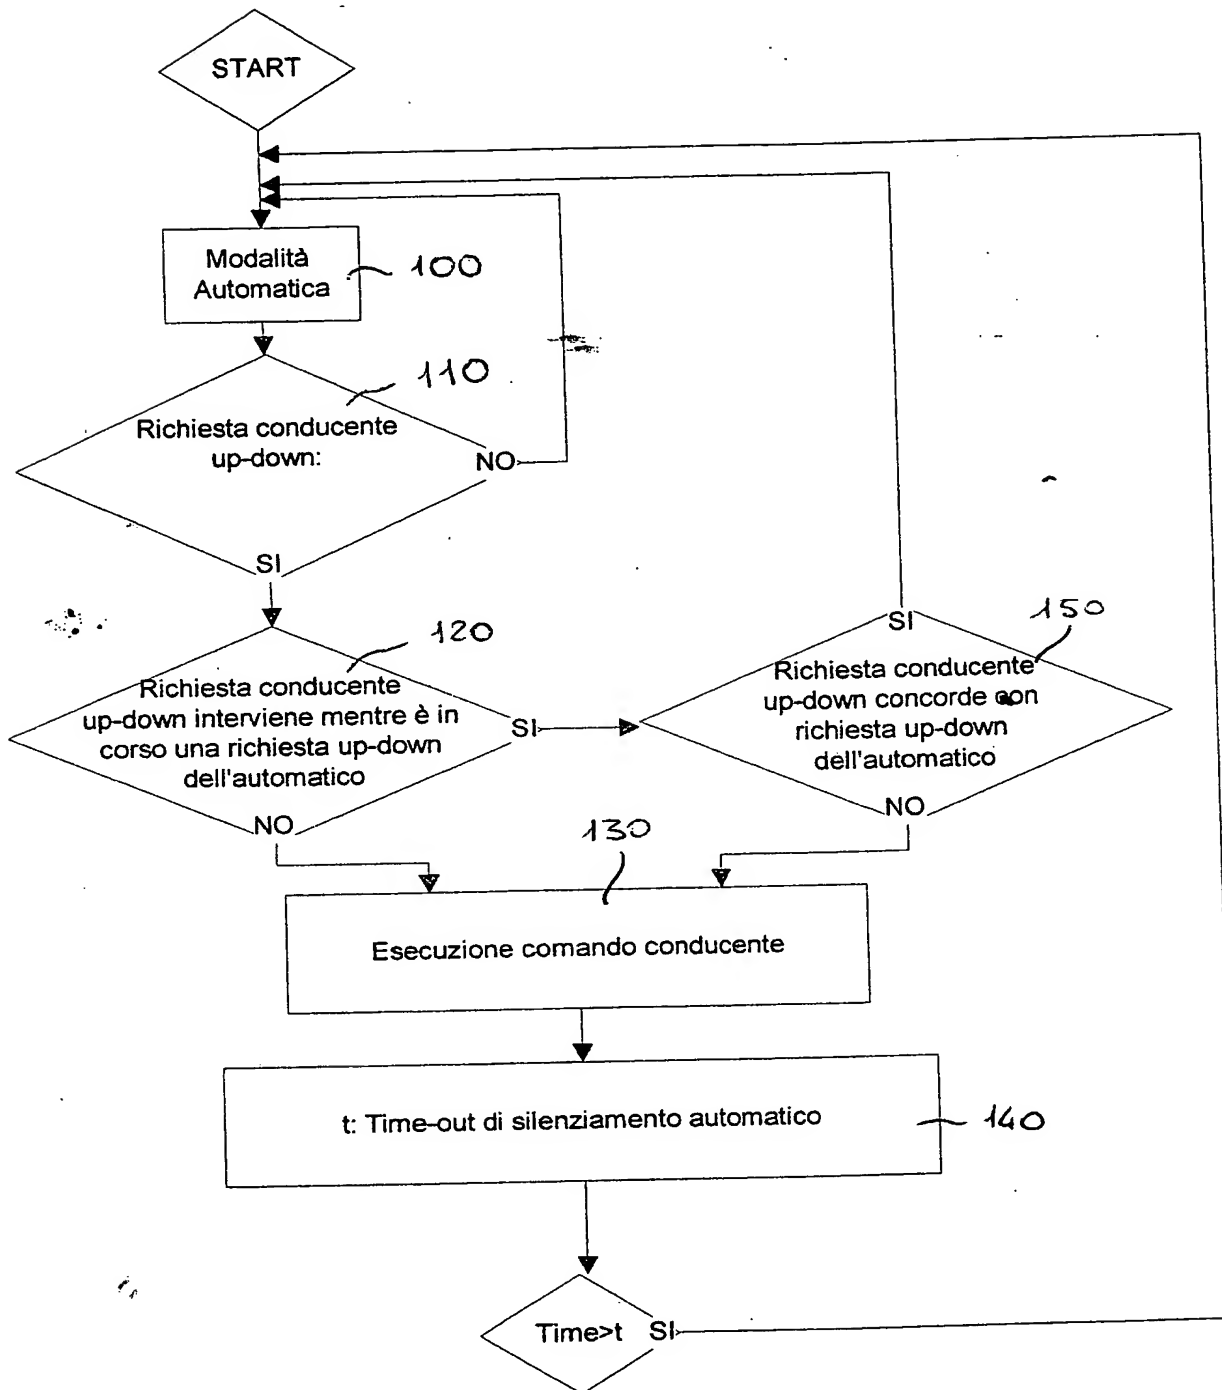 START
Modalità
Automatica
100
110
Richiesta conducente
up-down:
NO
SI
120
Richiesta conducente
up-down interviene mentre è in
corso una richiesta up-down
dell'automatico
SI
NO
150
SI
Richiesta conducente
up-down concorde con
richiesta up-down
dell'automatico
NO
130
Esecuzione comando conducente
t: Time-out di silenziamento automatico
140
Time>t
SI